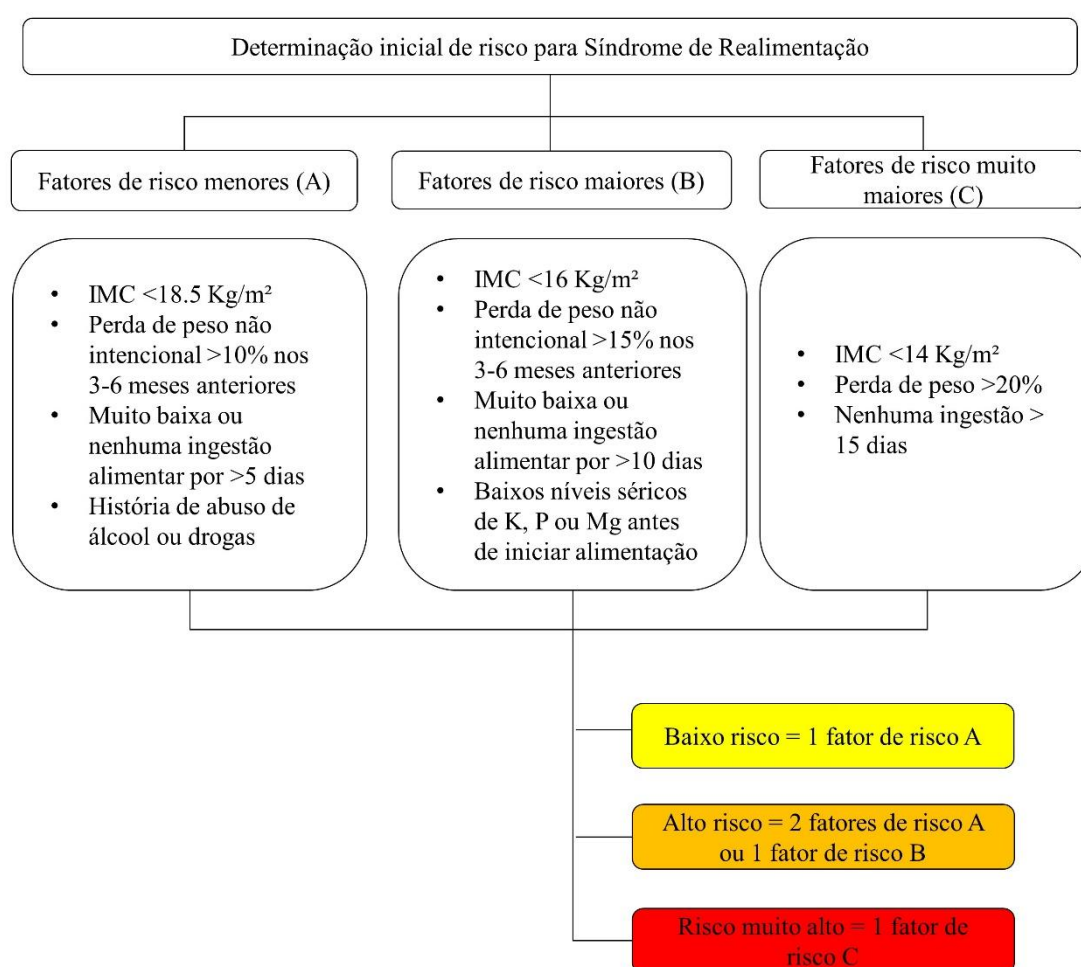 Determinação inicial de risco para Síndrome de Realimentação
Fatores de risco menores (A)
Fatores de risco maiores (B)
Fatores de risco muito
maiores (C)
• IMC <18.5 Kg/m²
• Perda de peso não
intencional >10% nos
3-6 meses anteriores
• Muito baixa ou
nenhuma ingestão
alimentar por >5 dias
• História de abuso de
álcool ou drogas
• IMC <16 Kg/m²
• Perda de peso não
intencional >15% nos
3-6 meses anteriores
• Muito baixa ou
nenhuma ingestão
alimentar por >10 dias
• Baixos níveis séricos
de K, P ou Mg antes
de iniciar alimentação
• IMC <14 Kg/m²
• Perda de peso >20%
• Nenhuma ingestão >
15 dias
Baixo risco = 1 fator de risco A
Alto risco = 2 fatores de risco A
ou 1 fator de risco B
Risco muito alto = 1 fator de
risco C